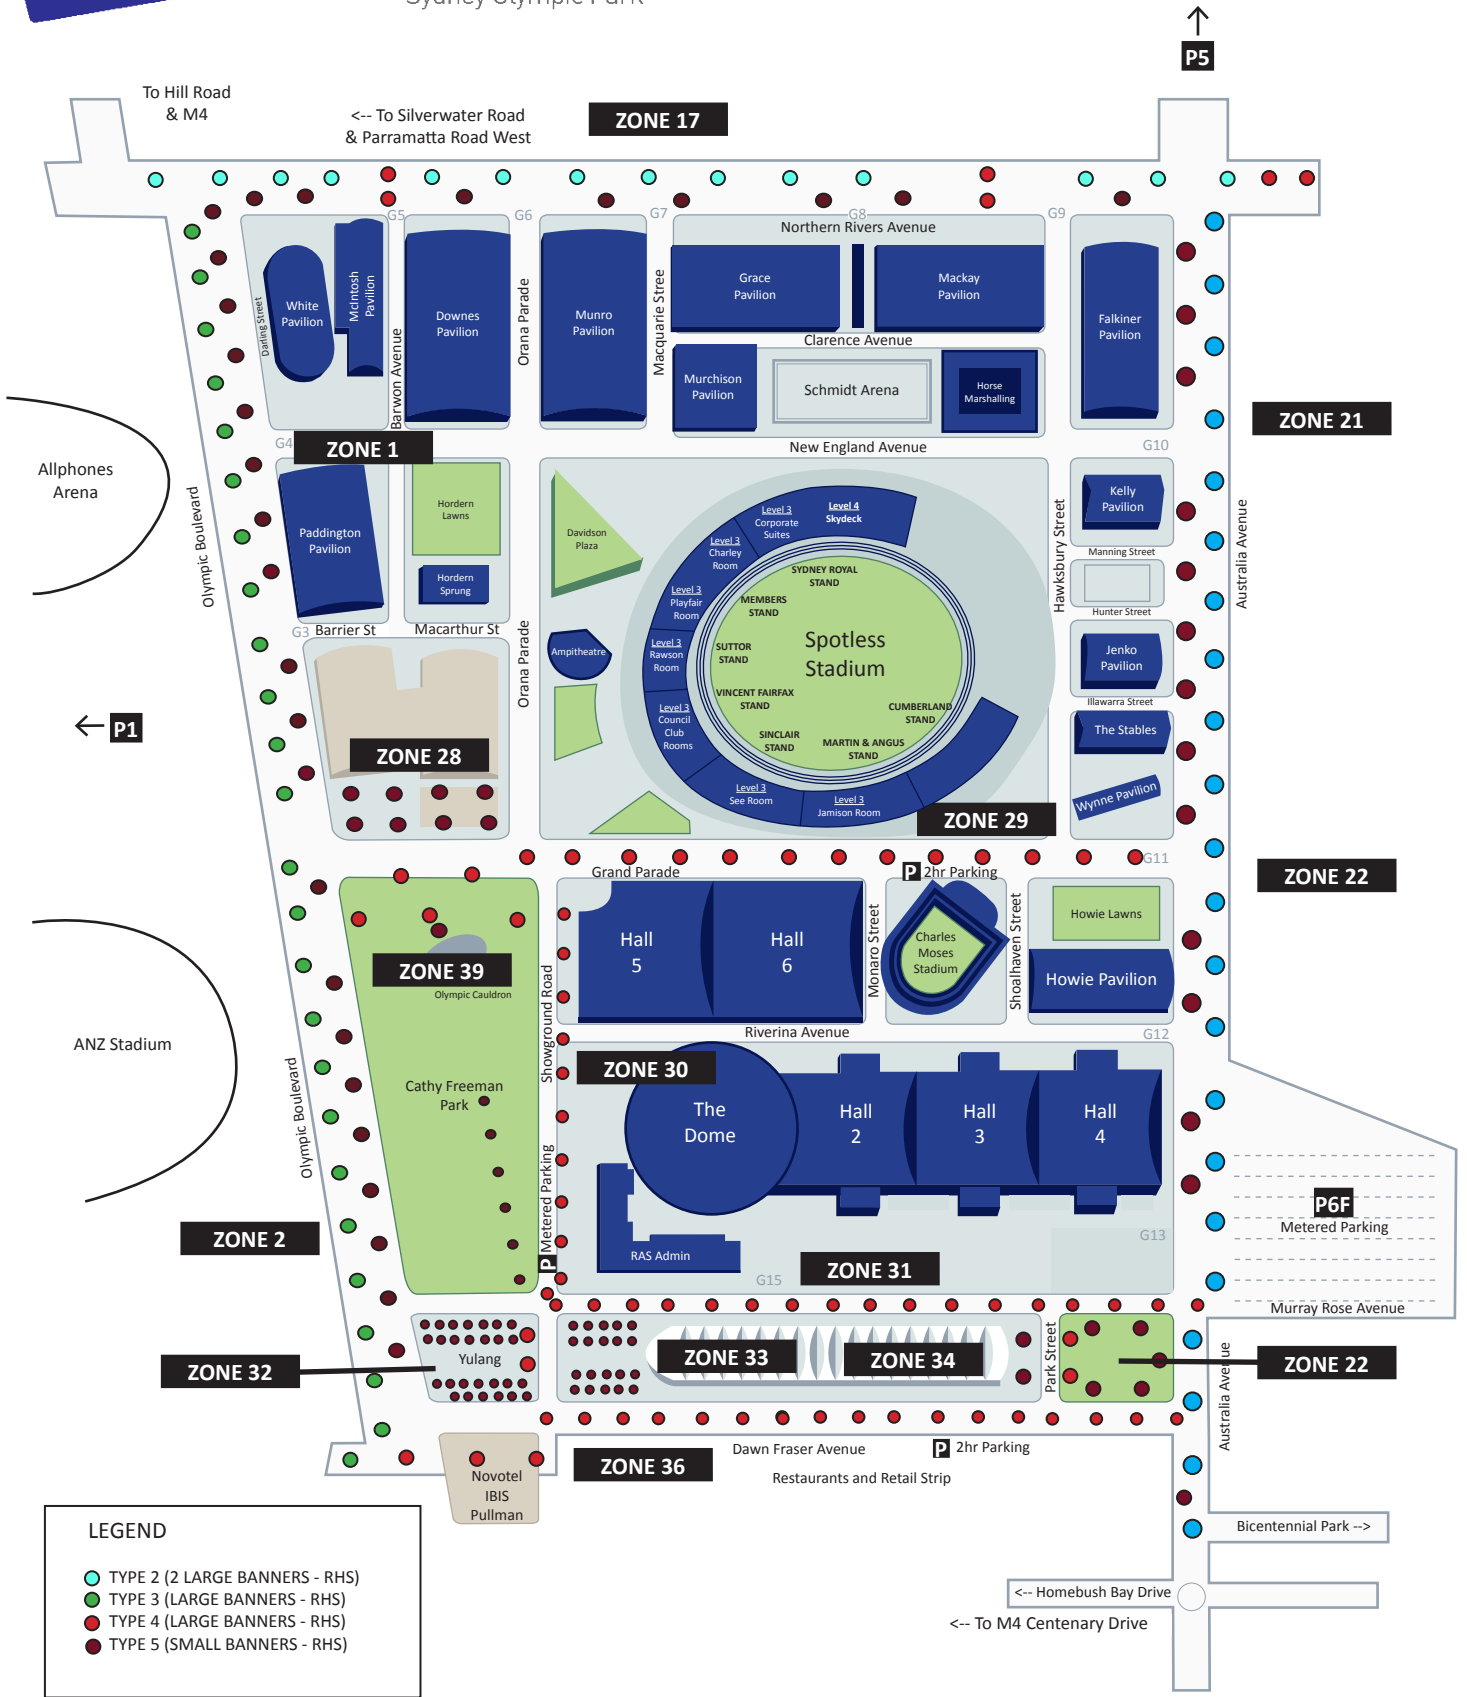 Sydney Olympic Park
P5
To Hill Road
& M4
<-- To Silverwater Road
& Parramatta Road West
ZONE 17
G5
G6
G7
G8
G9
Northern Rivers Avenue
White
Pavilion
McIntosh
Pavilion
Darling Street
Barwon Avenue
Downes
Pavilion
Orana Parade
Munro
Pavilion
Macquarie Stree
Grace
Pavilion
Mackay
Pavilion
Falkiner
Pavilion
Clarence Avenue
Murchison
Pavilion
Schmidt Arena
Horse
Marshalling
New England Avenue
ZONE 21
G4
ZONE 1
G10
Allphones
Arena
Olympic Boulevard
Paddington
Pavilion
Hordern
Lawns
Hordern
Sprung
G3
Barrier St
Macarthur St
Orana Parade
Davidson
Plaza
Ampitheatre
Level 3
Corporate
Suites
Level 4
Skydeck
Level 3
Charley
Room
Level 3
Playfair
Room
Level 3
Rawson
Room
Level 3
Council
Club
Rooms
Level 3
See Room
Level 3
Jamison Room
SYDNEY ROYAL
STAND
MEMBERS
STAND
SUTTOR
STAND
VINCENT FAIRFAX
STAND
SINCLAIR
STAND
MARTIN & ANGUS
STAND
CUMBERLAND
STAND
Spotless
Stadium
Hawksbury Street
Kelly
Pavilion
Manning Street
Hunter Street
Jenko
Pavilion
Illawarra Street
The Stables
Wynne Pavilion
Australia Avenue
P1
ZONE 28
ZONE 29
G11
Grand Parade
P 2hr Parking
ZONE 22
Hall
5
Hall
6
Monaro Street
Charles
Moses
Stadium
Shoalhaven Street
Howie Lawns
Howie Pavilion
ZONE 39
Olympic Cauldron
Showground Road
Riverina Avenue
G12
ANZ Stadium
Olympic Boulevard
Cathy Freeman
Park
ZONE 30
The
Dome
Hall
2
Hall
3
Hall
4
P Metered Parking
RAS Admin
G15
ZONE 31
G13
P6F
Metered Parking
Murray Rose Avenue
ZONE 2
Yulang
ZONE 32
ZONE 33
ZONE 34
Park Street
ZONE 22
Australia Avenue
Dawn Fraser Avenue
P 2hr Parking
ZONE 36
Restaurants and Retail Strip
Novotel
IBIS
Pullman
Bicentennial Park -->
<-- Homebush Bay Drive
<-- To M4 Centenary Drive
LEGEND
TYPE 2 (2 LARGE BANNERS - RHS)
TYPE 3 (LARGE BANNERS - RHS)
TYPE 4 (LARGE BANNERS - RHS)
TYPE 5 (SMALL BANNERS - RHS)